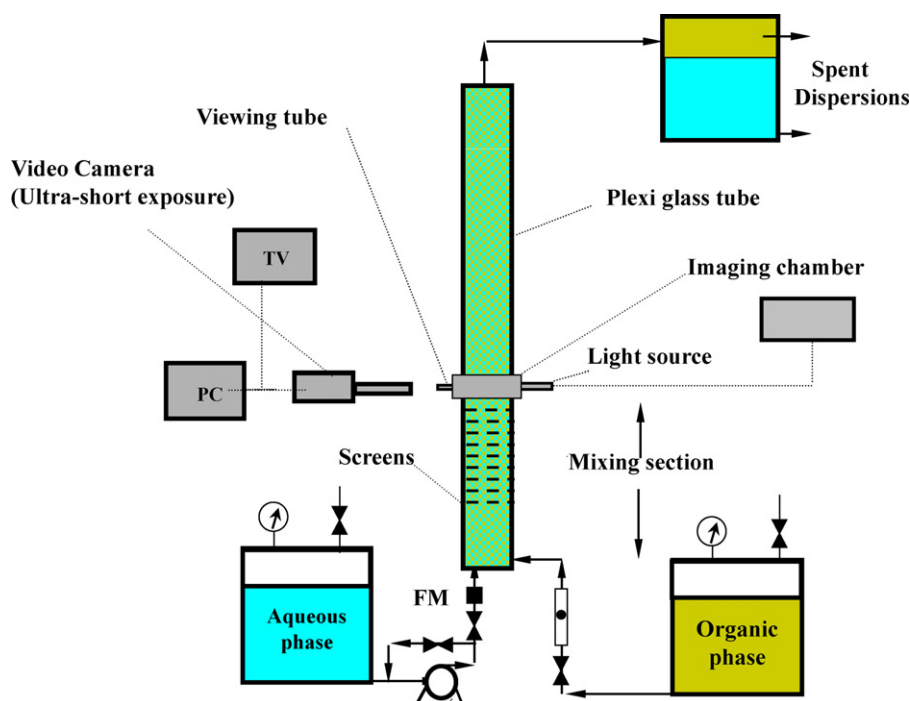 Spent
Dispersions
Viewing tube
Video Camera
(Ultra-short exposure)
Plexi glass tube
TV
Imaging chamber
Light source
PC
Screens
Mixing section
FM
Aqueous
phase
Organic
phase